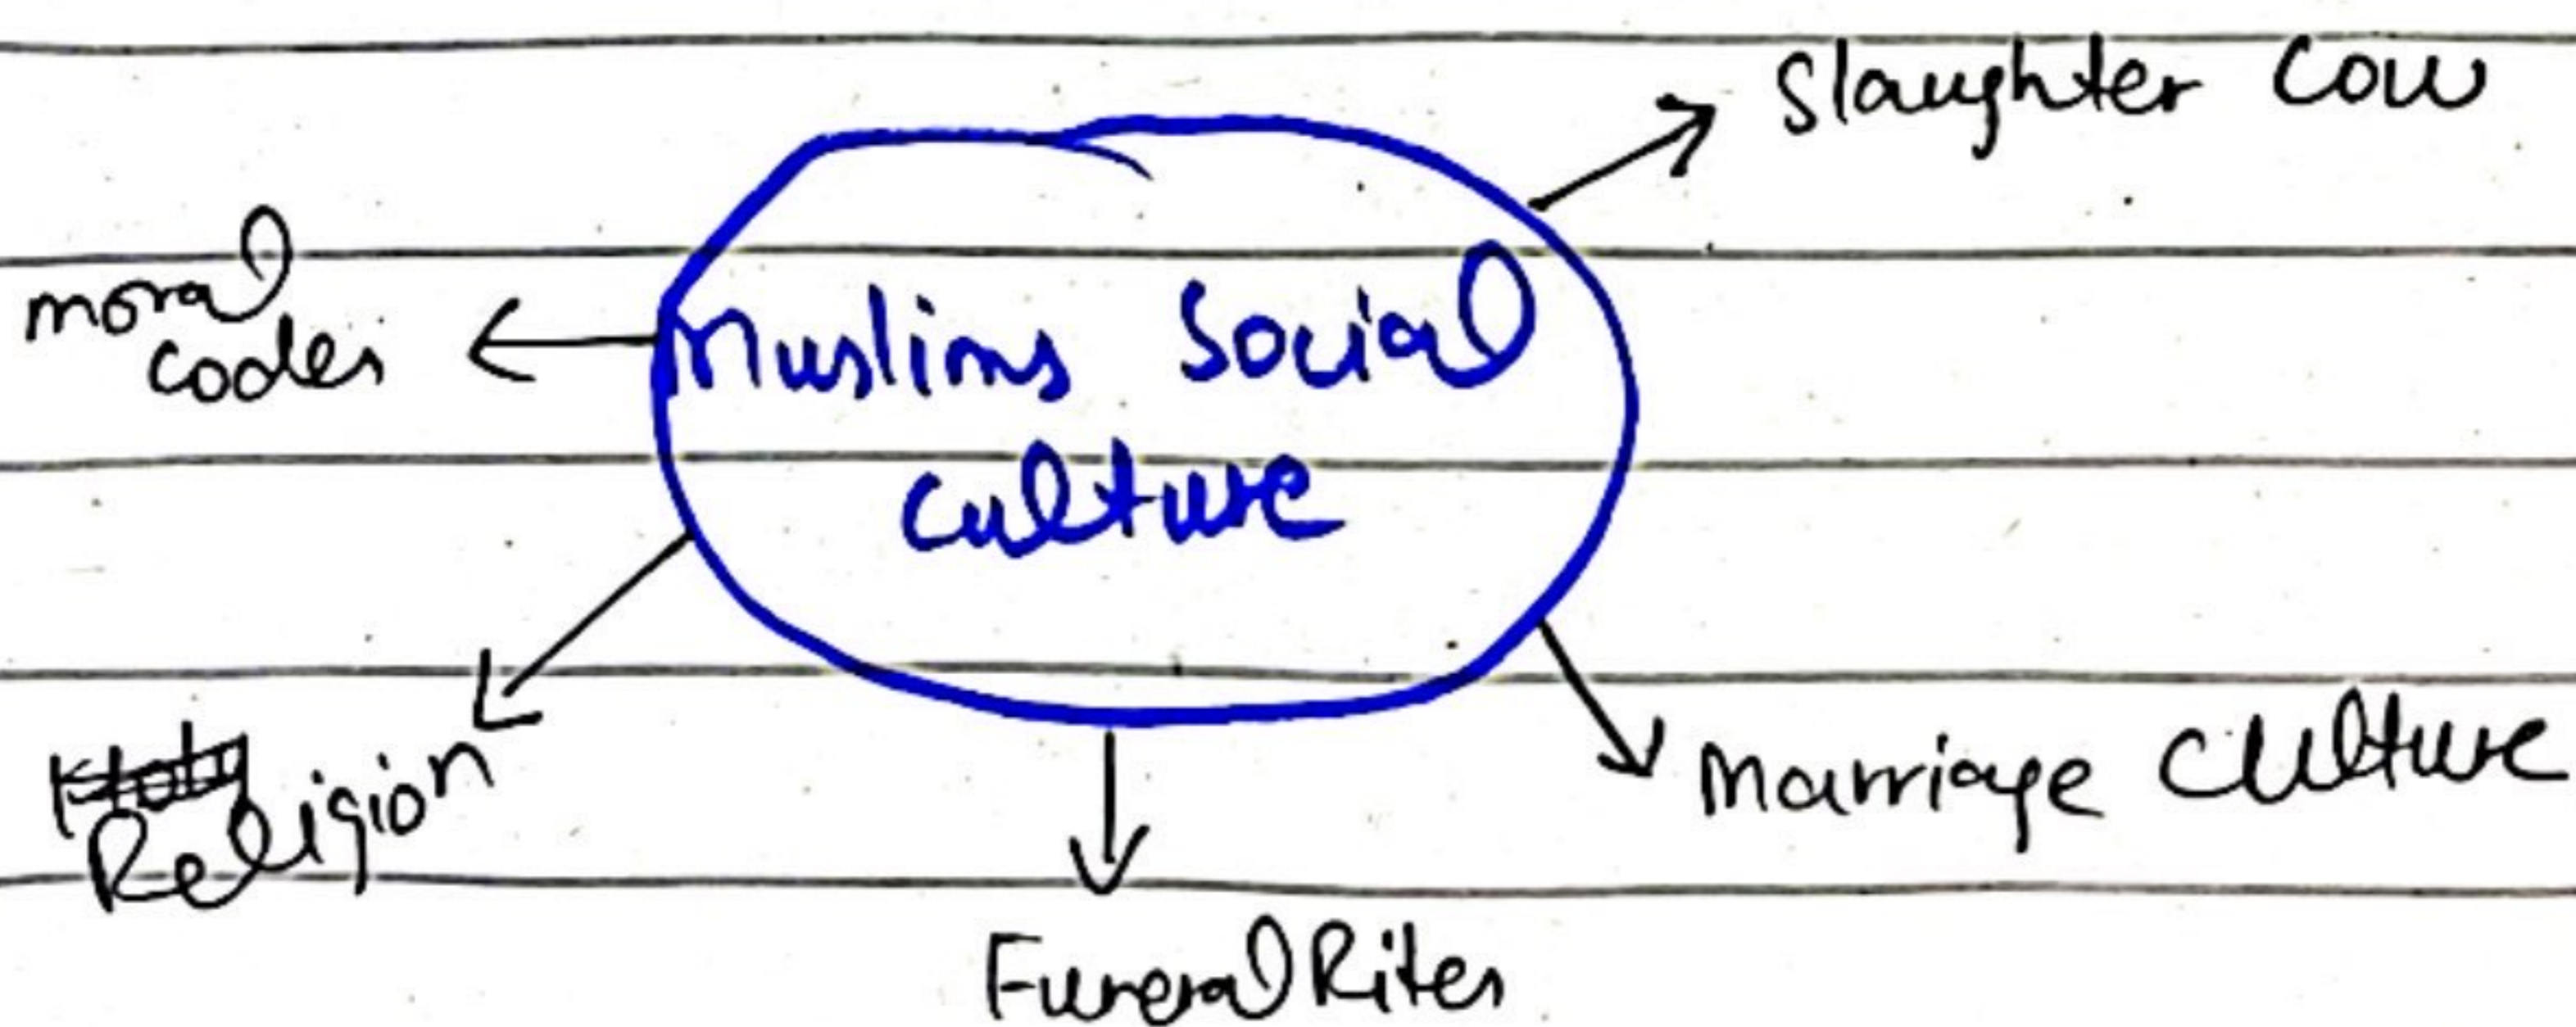 Slaughter Cow
moral
codes
Muslims Social
Culture
Religion
Marriage Culture
Funeral Rites